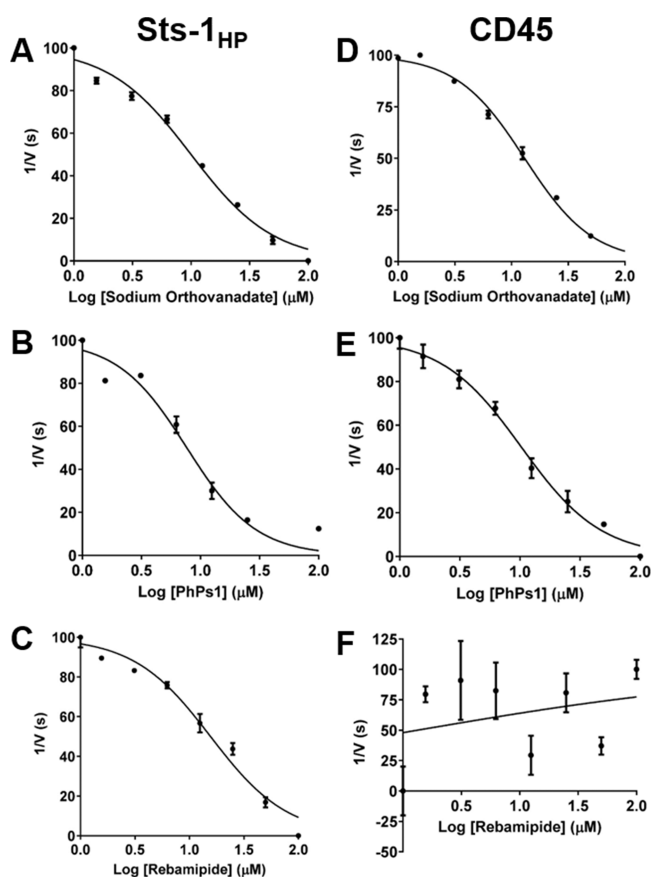 Sts-1HP
CD45
A
1/V (s)
100
80
60
40
20
0
0.0 0.5 1.0 1.5 2.0
Log [Sodium Orthovanadate] (μM)
D
1/V (s)
100
75
50
25
0
0.0 0.5 1.0 1.5 2.0
Log [Sodium Orthovanadate] (μM)
B
1/V (s)
100
80
60
40
20
0
0.0 0.5 1.0 1.5 2.0
Log [PhPs1] (μM)
E
1/V (s)
100
80
60
40
20
0
0.0 0.5 1.0 1.5 2.0
Log [PhPs1] (μM)
C
1/V (s)
100
80
60
40
20
0
0.0 0.5 1.0 1.5 2.0
Log [Rebamipide] (μM)
F
1/V (s)
125
100
75
50
25
0
-25
-50
0.5 1.0 1.5 2.0
Log [Rebamipide] (μM)